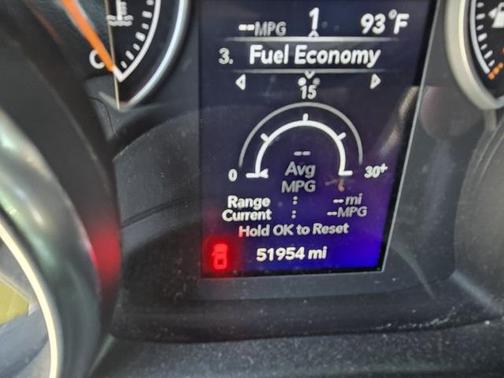 --MPG 1 93°F
3. Fuel Economy
15
0 -- 30+
Avg
MPG
Range : --mi
Current : --MPG
Hold OK to Reset
51954 mi
C